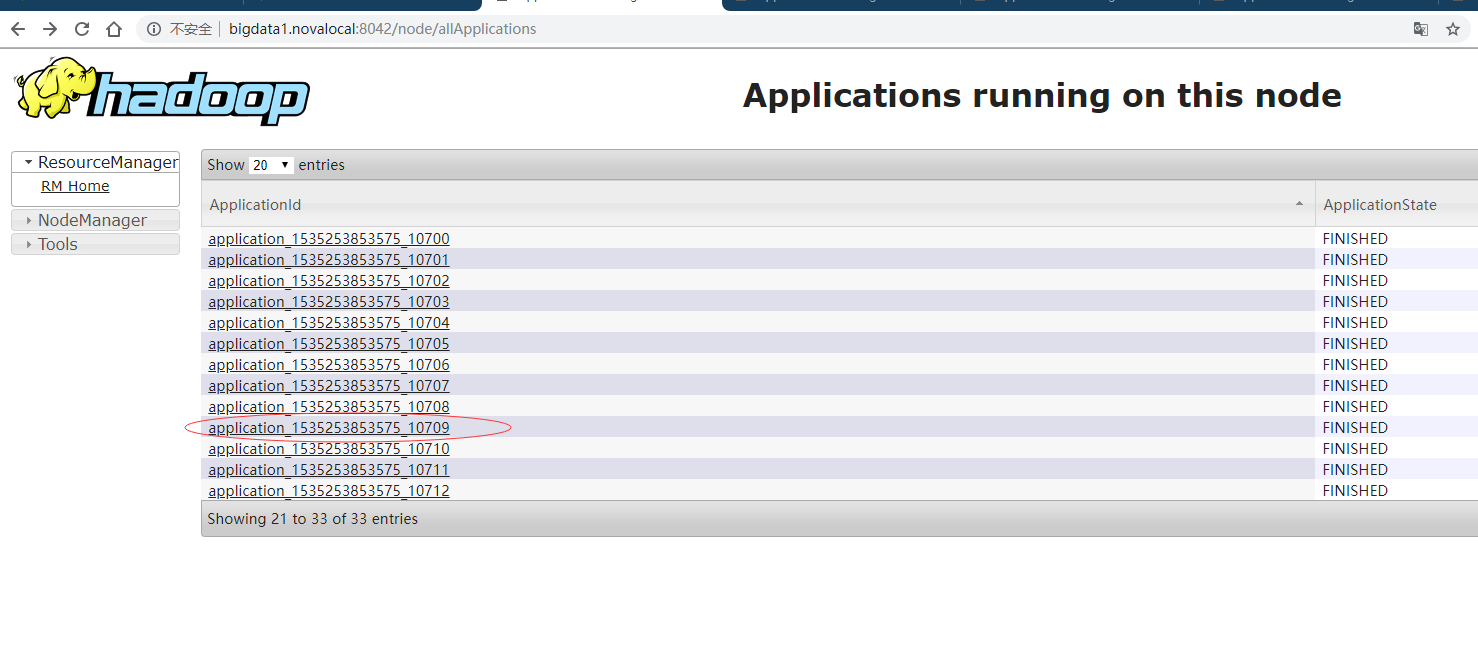 不安全 bigdata1.novalocal:8042/node/allApplications
hadoop
Applications running on this node
ResourceManager
RM Home
NodeManager
Tools
Show 20 entries
ApplicationId ApplicationState
application_1535253853575_10700 FINISHED
application_1535253853575_10701 FINISHED
application_1535253853575_10702 FINISHED
application_1535253853575_10703 FINISHED
application_1535253853575_10704 FINISHED
application_1535253853575_10705 FINISHED
application_1535253853575_10706 FINISHED
application_1535253853575_10707 FINISHED
application_1535253853575_10708 FINISHED
application_1535253853575_10709 FINISHED
application_1535253853575_10710 FINISHED
application_1535253853575_10711 FINISHED
application_1535253853575_10712 FINISHED
Showing 21 to 33 of 33 entries